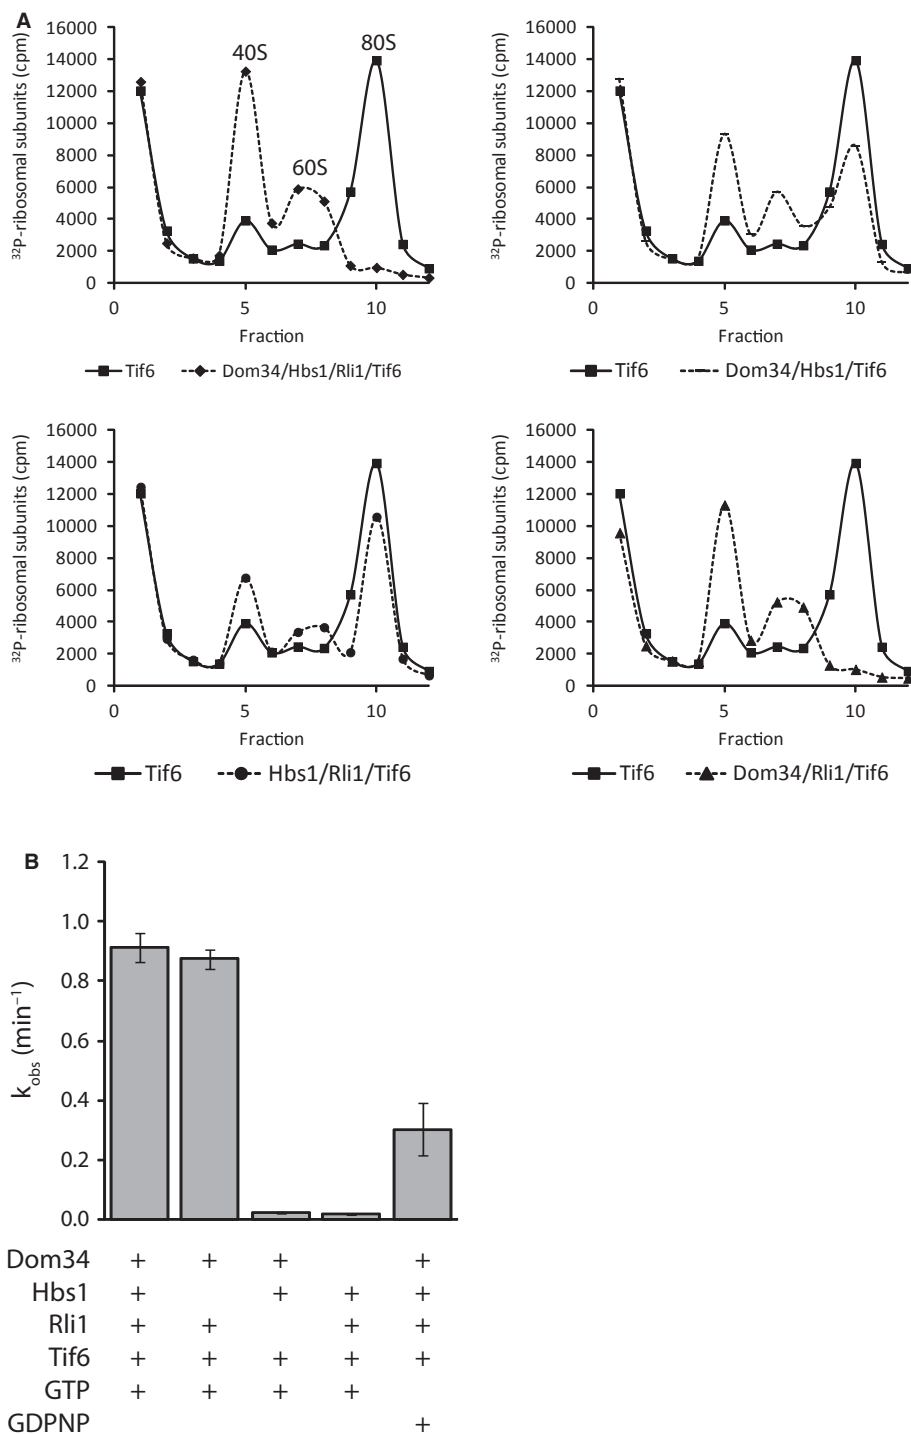 A
³²P-ribosomal subunits (cpm)
16000
14000
12000
10000
8000
6000
4000
2000
0
40S
60S
80S
0 5 10
Fraction
Tif6 Dom34/Hbs1/Rli1/Tif6
³²P-ribosomal subunits (cpm)
16000
14000
12000
10000
8000
6000
4000
2000
0
0 5 10
Fraction
Tif6 Dom34/Hbs1/Tif6
³²P-ribosomal subunits (cpm)
16000
14000
12000
10000
8000
6000
4000
2000
0
0 5 10
Fraction
Tif6 Hbs1/Rli1/Tif6
³²P-ribosomal subunits (cpm)
16000
14000
12000
10000
8000
6000
4000
2000
0
0 5 10
Fraction
Tif6 Dom34/Rli1/Tif6
B
k_obs (min⁻¹)
1.2
1.0
0.8
0.6
0.4
0.2
0.0
Dom34 + + + +
Hbs1 + + + +
Rli1 + + + +
Tif6 + + + + +
GTP + + + +
GDPNP +